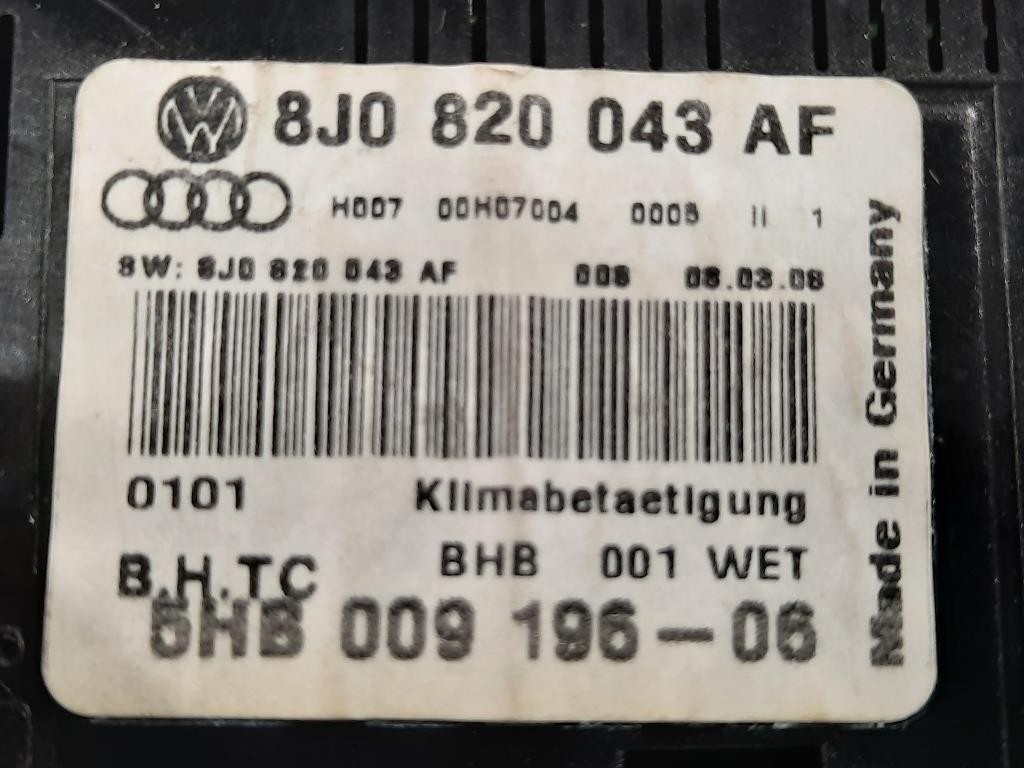 8J0 820 043 AF
H007 00H07004 0005 II 1
SW: 8J0 820 043 AF 008 08.03.08
0101 Klimabetaetigung
B.H.TC BHB 001 WET
5HB 009 196-06
Made in Germany